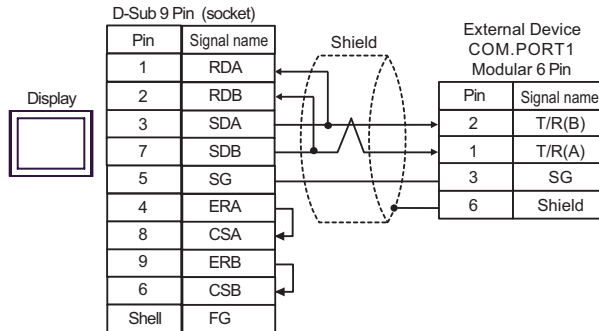 D-Sub 9 Pin (socket)
Pin Signal name
1 RDA
2 RDB
3 SDA
7 SDB
5 SG
4 ERA
8 CSA
9 ERB
6 CSB
Shell FG
Display
Shield
External Device
COM.PORT1
Modular 6 Pin
Pin Signal name
2 T/R(B)
1 T/R(A)
3 SG
6 Shield